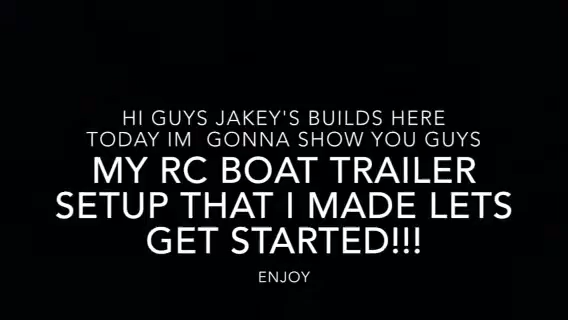 HI GUYS JAKEY'S BUILDS HERE
TODAY IM GONNA SHOW YOU GUYS
MY RC BOAT TRAILER
SETUP THAT I MADE LETS
GET STARTED!!!
ENJOY